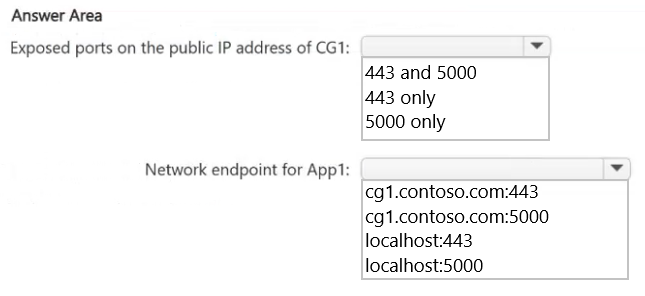 Answer Area
Exposed ports on the public IP address of CG1:
443 and 5000
443 only
5000 only
Network endpoint for App1:
cg1.contoso.com:443
cg1.contoso.com:5000
localhost:443
localhost:5000